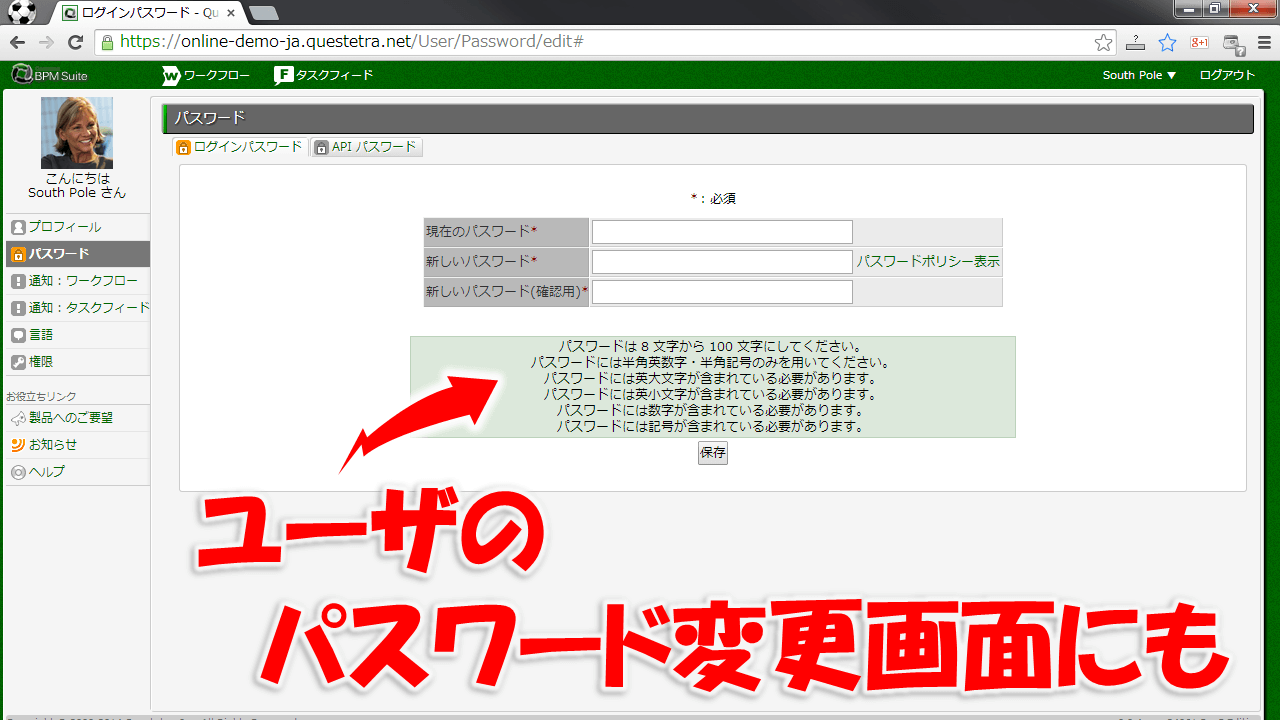 ログインパスワード - Qu
https://online-demo-ja.questetra.net/User/Password/edit#
BPM Suite
ワークフロー
タスクフィード
South Pole ▼
ログアウト
こんにちは
South Pole さん
プロフィール
パスワード
通知：ワークフロー
通知：タスクフィード
言語
権限
お役立ちリンク
製品へのご要望
お知らせ
ヘルプ
パスワード
ログインパスワード
API パスワード
*：必須
現在のパスワード*
新しいパスワード*
パスワードポリシー表示
新しいパスワード(確認用)*
パスワードは 8 文字から 100 文字にしてください。
パスワードには半角英数字・半角記号のみを用いてください。
パスワードには英大文字が含まれている必要があります。
パスワードには英小文字が含まれている必要があります。
パスワードには数字が含まれている必要があります。
パスワードには記号が含まれている必要があります。
保存
ユーザの
パスワード変更画面にも